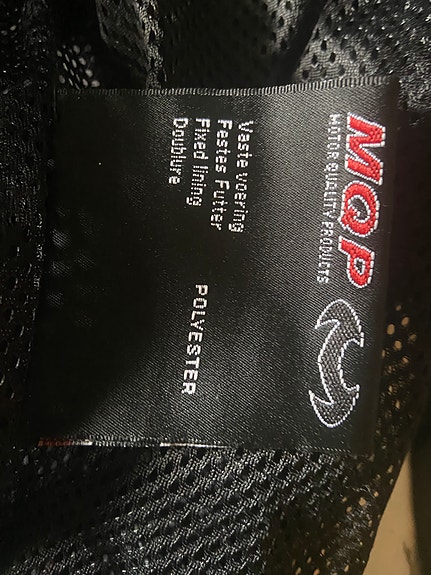 MQP
MOTOR QUALITY PRODUCTS
Vaste voering
Festes Futter
Fixed lining
Doublure
POLYESTER